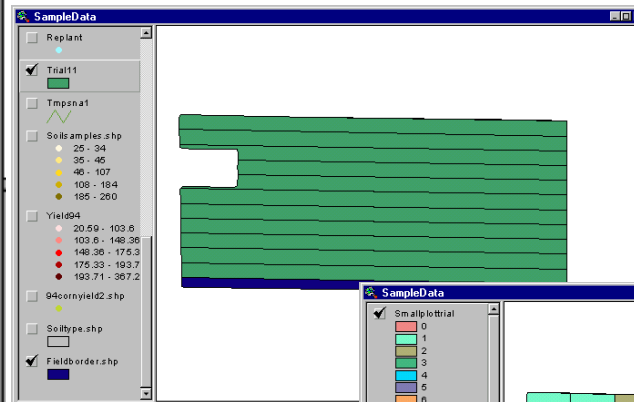 SampleData
Replant
Trial11
Tmpsna1
Soilsamples.shp
25 - 34
35 - 45
46 - 107
108 - 184
185 - 260
Yield94
20.59 - 103.6
103.6 - 148.36
148.36 - 175.3
175.33 - 193.7
193.71 - 367.2
94cornyield2.shp
Soiltype.shp
Fieldborder.shp
SampleData
Smallplottrial
0
1
2
3
4
5
6